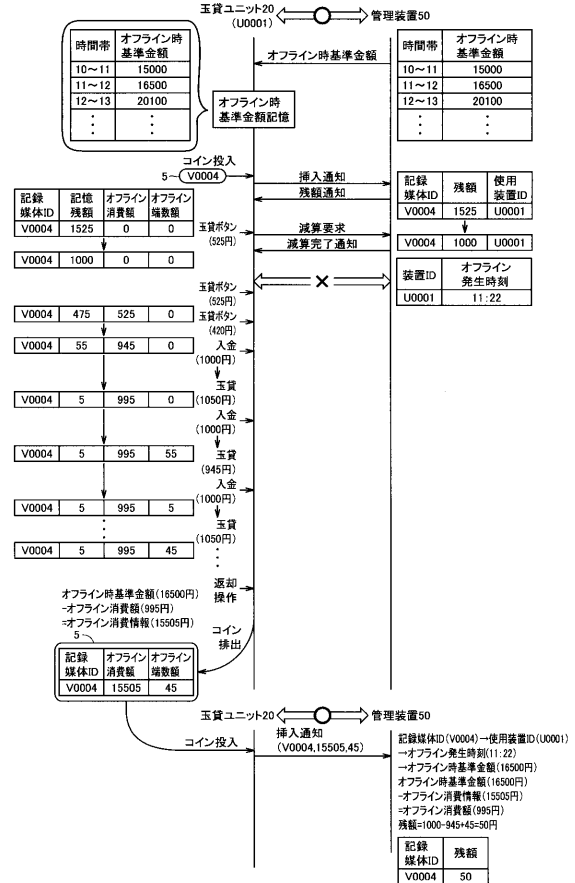 玉貸ユニット20
(U0001)
管理装置50
時間帯 オフライン時基準金額
10～11 15000
11～12 16500
12～13 20100
オフライン時基準金額
オフライン時
基準金額記憶
時間帯 オフライン時基準金額
10～11 15000
11～12 16500
12～13 20100
コイン投入
5 V0004
挿入通知
残額通知
記録媒体ID 残額 使用装置ID
V0004 1525 U0001
V0004 1000 U0001
記録媒体ID 記憶残額 オフライン消費額 オフライン端数額
V0004 1525 0 0
V0004 1000 0 0
玉貸ボタン
(525円)
減算要求
減算完了通知
装置ID オフライン発生時刻
U0001 11:22
玉貸ボタン
(525円)
V0004 475 525 0
玉貸ボタン
(420円)
V0004 55 945 0
入金
(1000円)
玉貸
(1050円)
V0004 5 995 0
入金
(1000円)
玉貸
(945円)
V0004 5 995 55
入金
(1000円)
玉貸
(1050円)
V0004 5 995 5
V0004 5 995 45
返却
操作
オフライン時基準金額(16500円)
-オフライン消費額(995円)
=オフライン消費情報(15505円)
コイン
排出
5
記録媒体ID オフライン消費額 オフライン端数額
V0004 15505 45
玉貸ユニット20
管理装置50
コイン投入
挿入通知
(V0004,15505,45)
記録媒体ID(V0004)→使用装置ID(U0001)
→オフライン発生時刻(11:22)
→オフライン時基準金額(16500円)
オフライン時基準金額(16500円)
-オフライン消費情報(15505円)
=オフライン消費額(995円)
残額=1000-945+45=50円
記録媒体ID 残額
V0004 50